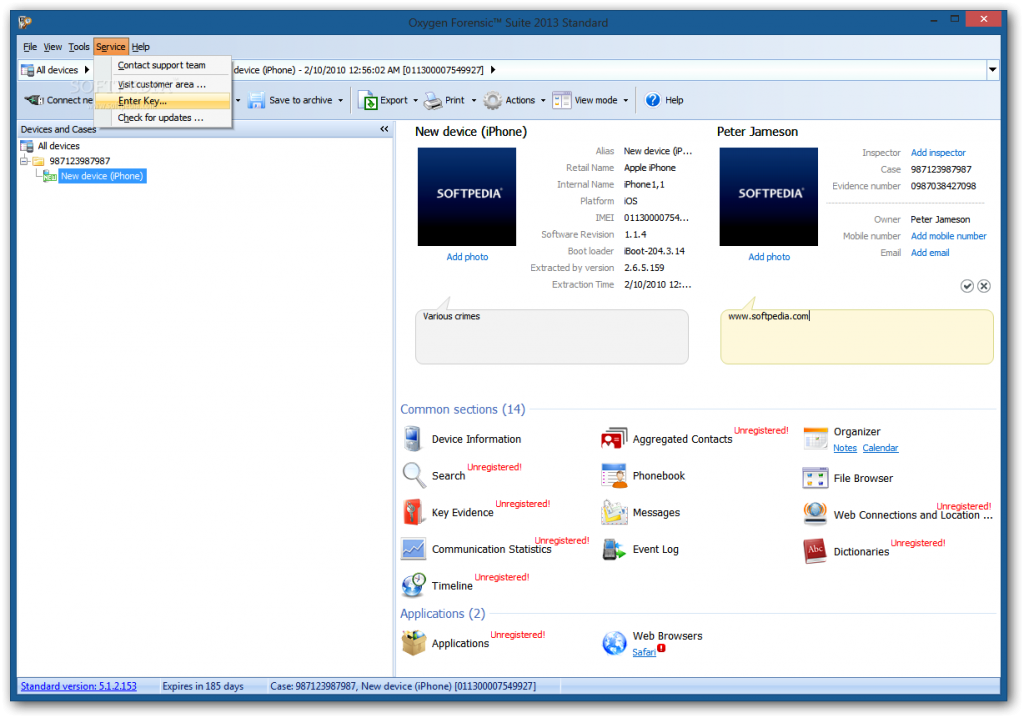 Oxygen Forensic™ Suite 2013 Standard
File View Tools Service Help
All devices
device (iPhone) - 2/10/2010 12:56:02 AM [011300007549927]
Contact support team
Visit customer area ...
Enter Key...
Check for updates ...
Connect ne
Save to archive
Export
Print
Actions
View mode
Help
Devices and Cases
All devices
987123987987
New device (iPhone)
New device (iPhone)
SOFTPEDIA
Add photo
Alias New device (iP...
Retail Name Apple iPhone
Internal Name iPhone1,1
Platform iOS
IMEI 01130000754...
Software Revision 1.1.4
Boot loader iBoot-204.3.14
Extracted by version 2.6.5.159
Extraction Time 2/10/2010 12:...
Various crimes
Peter Jameson
SOFTPEDIA
Add photo
Inspector Add inspector
Case 987123987987
Evidence number 0987038427098
Owner Peter Jameson
Mobile number Add mobile number
Email Add email
www.softpedia.com
Common sections (14)
Device Information
Aggregated Contacts Unregistered!
Organizer
Notes Calendar
Search Unregistered!
Phonebook
File Browser
Key Evidence Unregistered!
Messages
Web Connections and Location ... Unregistered!
Communication Statistics Unregistered!
Event Log
Abc
Dictionaries Unregistered!
Timeline Unregistered!
Applications (2)
Applications Unregistered!
Web Browsers
Safari
Standard version: 5.1.2.153
Expires in 185 days
Case: 987123987987, New device (iPhone) [011300007549927]